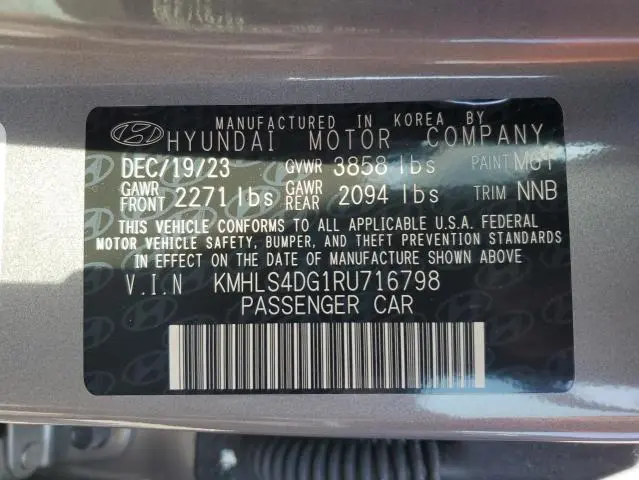 MANUFACTURED IN KOREA BY
HYUNDAI MOTOR COMPANY
DEC/19/23 GVWR 3858 lbs PAINT M6T
GAWR FRONT 2271 lbs GAWR REAR 2094 lbs TRIM NNB
THIS VEHICLE CONFORMS TO ALL APPLICABLE U.S.A. FEDERAL
MOTOR VEHICLE SAFETY, BUMPER, AND THEFT PREVENTION STANDARDS
IN EFFECT ON THE DATE OF MANUFACTURE SHOWN ABOVE.
V.I.N KMHLS4DG1RU716798
PASSENGER CAR